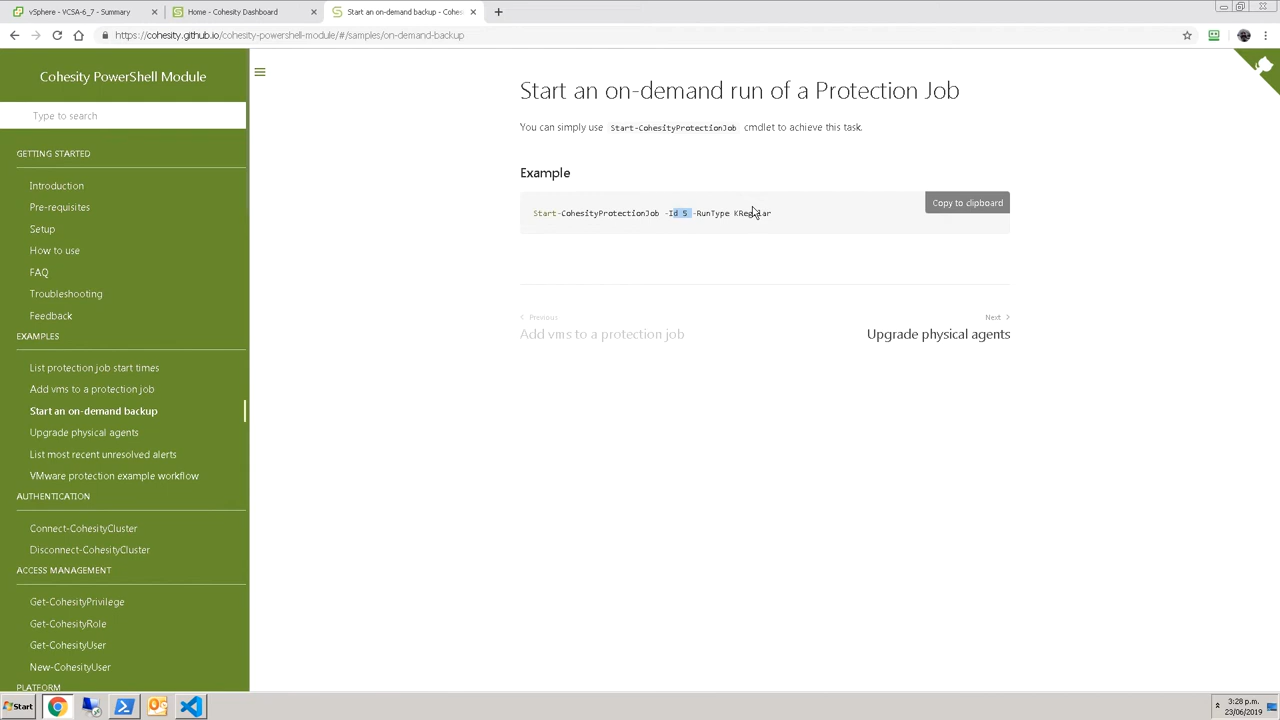 vSphere - VCSA-6_7 - Summary
Home - Cohesity Dashboard
Start an on-demand backup - Cohes
https://cohesity.github.io/cohesity-powershell-module/#/samples/on-demand-backup
Cohesity PowerShell Module
Type to search
GETTING STARTED
Introduction
Pre-requisites
Setup
How to use
FAQ
Troubleshooting
Feedback
EXAMPLES
List protection job start times
Add vms to a protection job
Start an on-demand backup
Upgrade physical agents
List most recent unresolved alerts
VMware protection example workflow
AUTHENTICATION
Connect-CohesityCluster
Disconnect-CohesityCluster
ACCESS MANAGEMENT
Get-CohesityPrivilege
Get-CohesityRole
Get-CohesityUser
New-CohesityUser
PLATFORM
Start an on-demand run of a Protection Job
You can simply use Start-CohesityProtectionJob cmdlet to achieve this task.
Example
Copy to clipboard
Start-CohesityProtectionJob -Id 5 -RunType KRegular
Previous
Add vms to a protection job
Next
Upgrade physical agents
Start
3:28 p.m.
23/06/2019